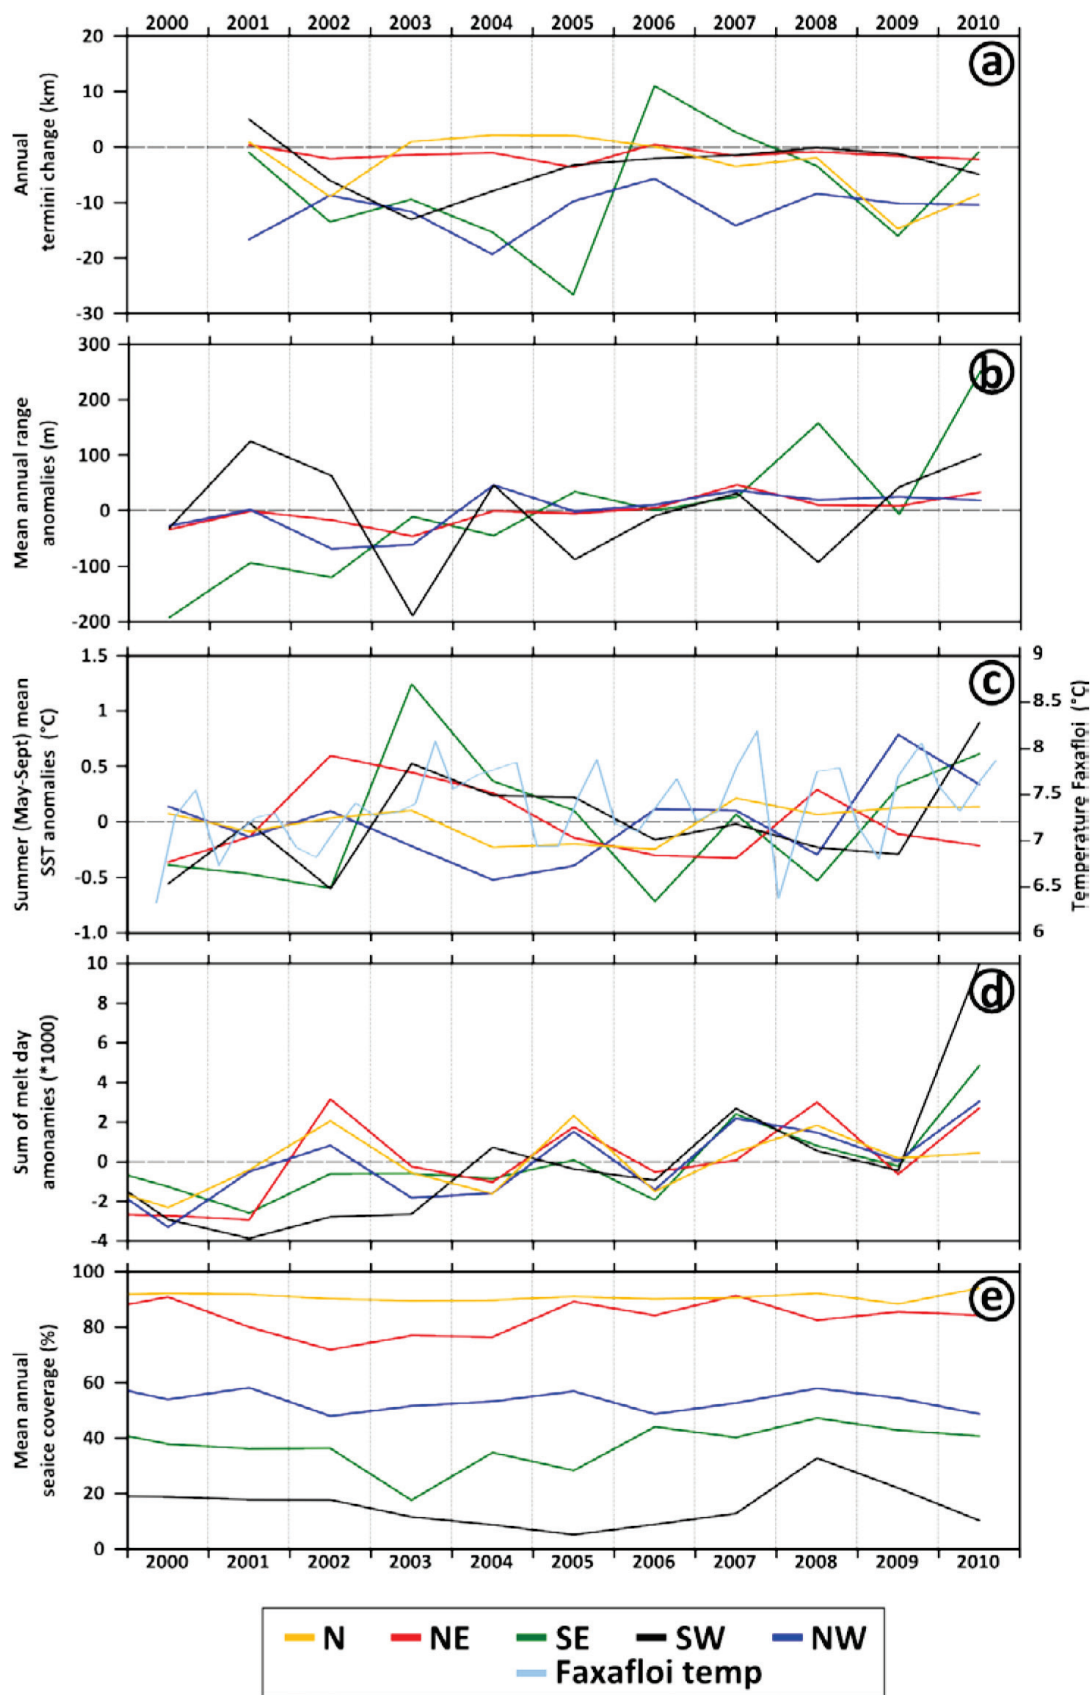 2000 2001 2002 2003 2004 2005 2006 2007 2008 2009 2010
a
Annual
termini change (km)
20
10
0
-10
-20
-30
b
Mean annual range
anomalies (m)
300
200
100
0
-100
-200
c
Summer (May-Sept) mean
SST anomalies (°C)
1.5
1
0.5
0
-0.5
-1.0
9
8.5
8
7.5
7
6.5
6
Temperature Faxafloi (°C)
d
Sum of melt day
amonamies (*1000)
10
8
6
4
2
0
-2
-4
e
Mean annual
seaice coverage (%)
100
80
60
40
20
0
2000 2001 2002 2003 2004 2005 2006 2007 2008 2009 2010
N NE SE SW NW
Faxafloi temp